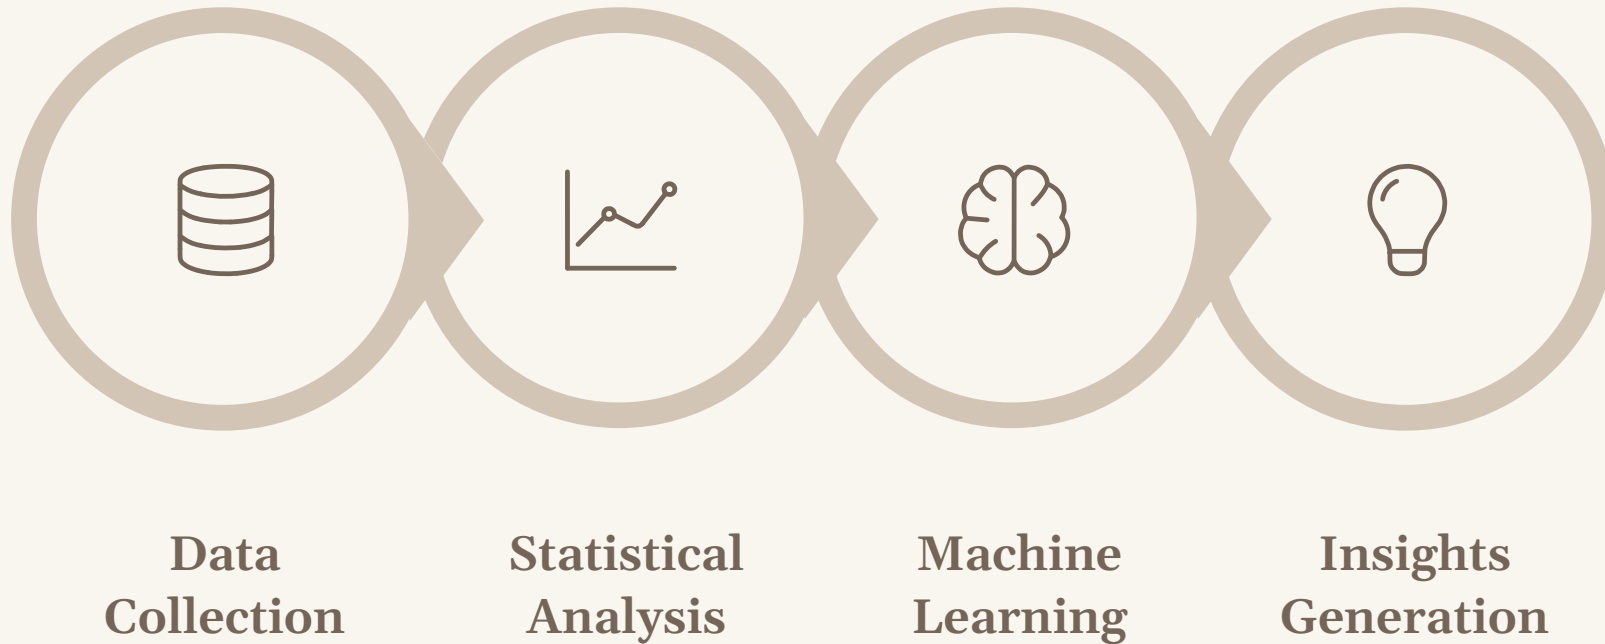 Data
Collection
Statistical
Analysis
Machine
Learning
Insights
Generation